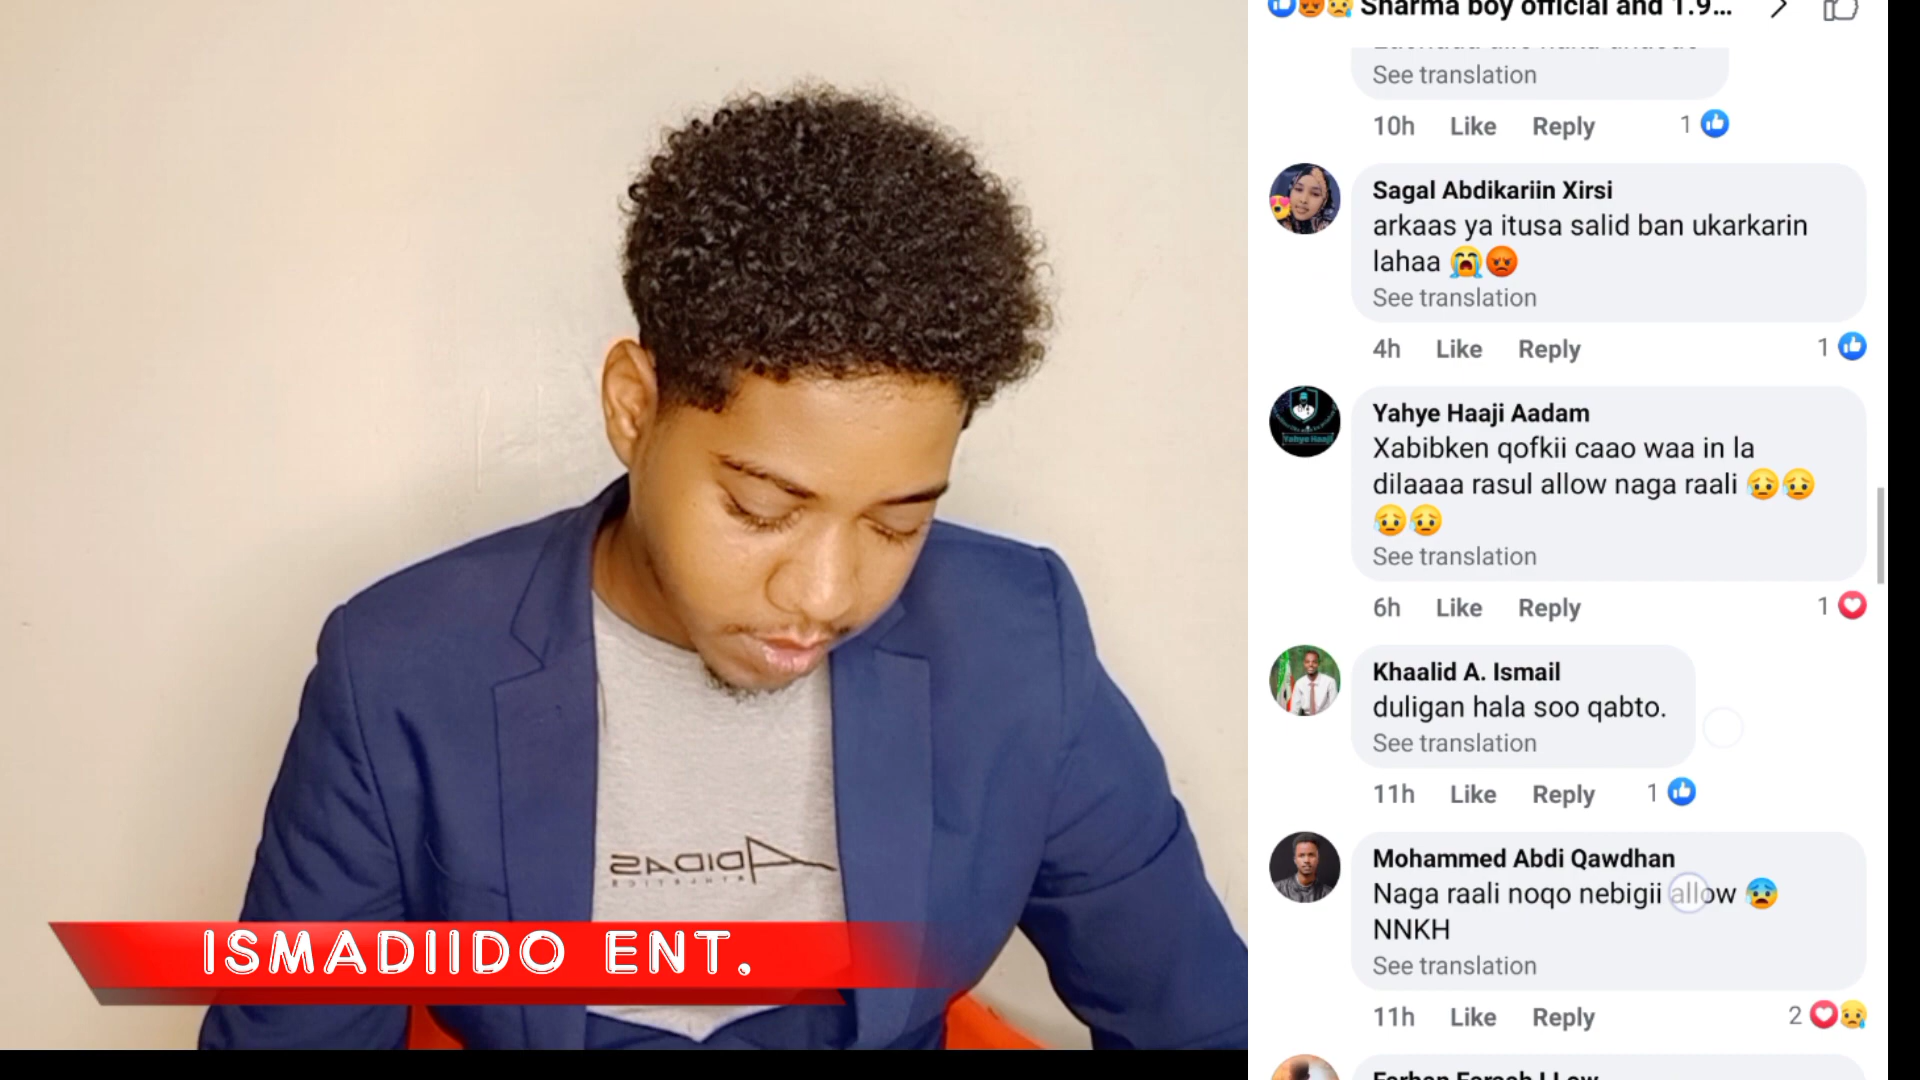 Sharma boy official and 1.9...
See translation
10h Like Reply 1
Sagal Abdikariin Xirsi
arkaas ya itusa salid ban ukarkarin
lahaa 😭😡
See translation
4h Like Reply 1
Yahye Haaji Aadam
Xabibken qofkii caao waa in la
dilaaaa rasul allow naga raali 😥😥
😥😥
See translation
6h Like Reply 1
Khaalid A. Ismail
duligan hala soo qabto.
See translation
11h Like Reply 1
Mohammed Abdi Qawdhan
Naga raali noqo nebigii allow 😰
NNKH
See translation
11h Like Reply 2
ADIDAS
ISMADIIDO ENT.